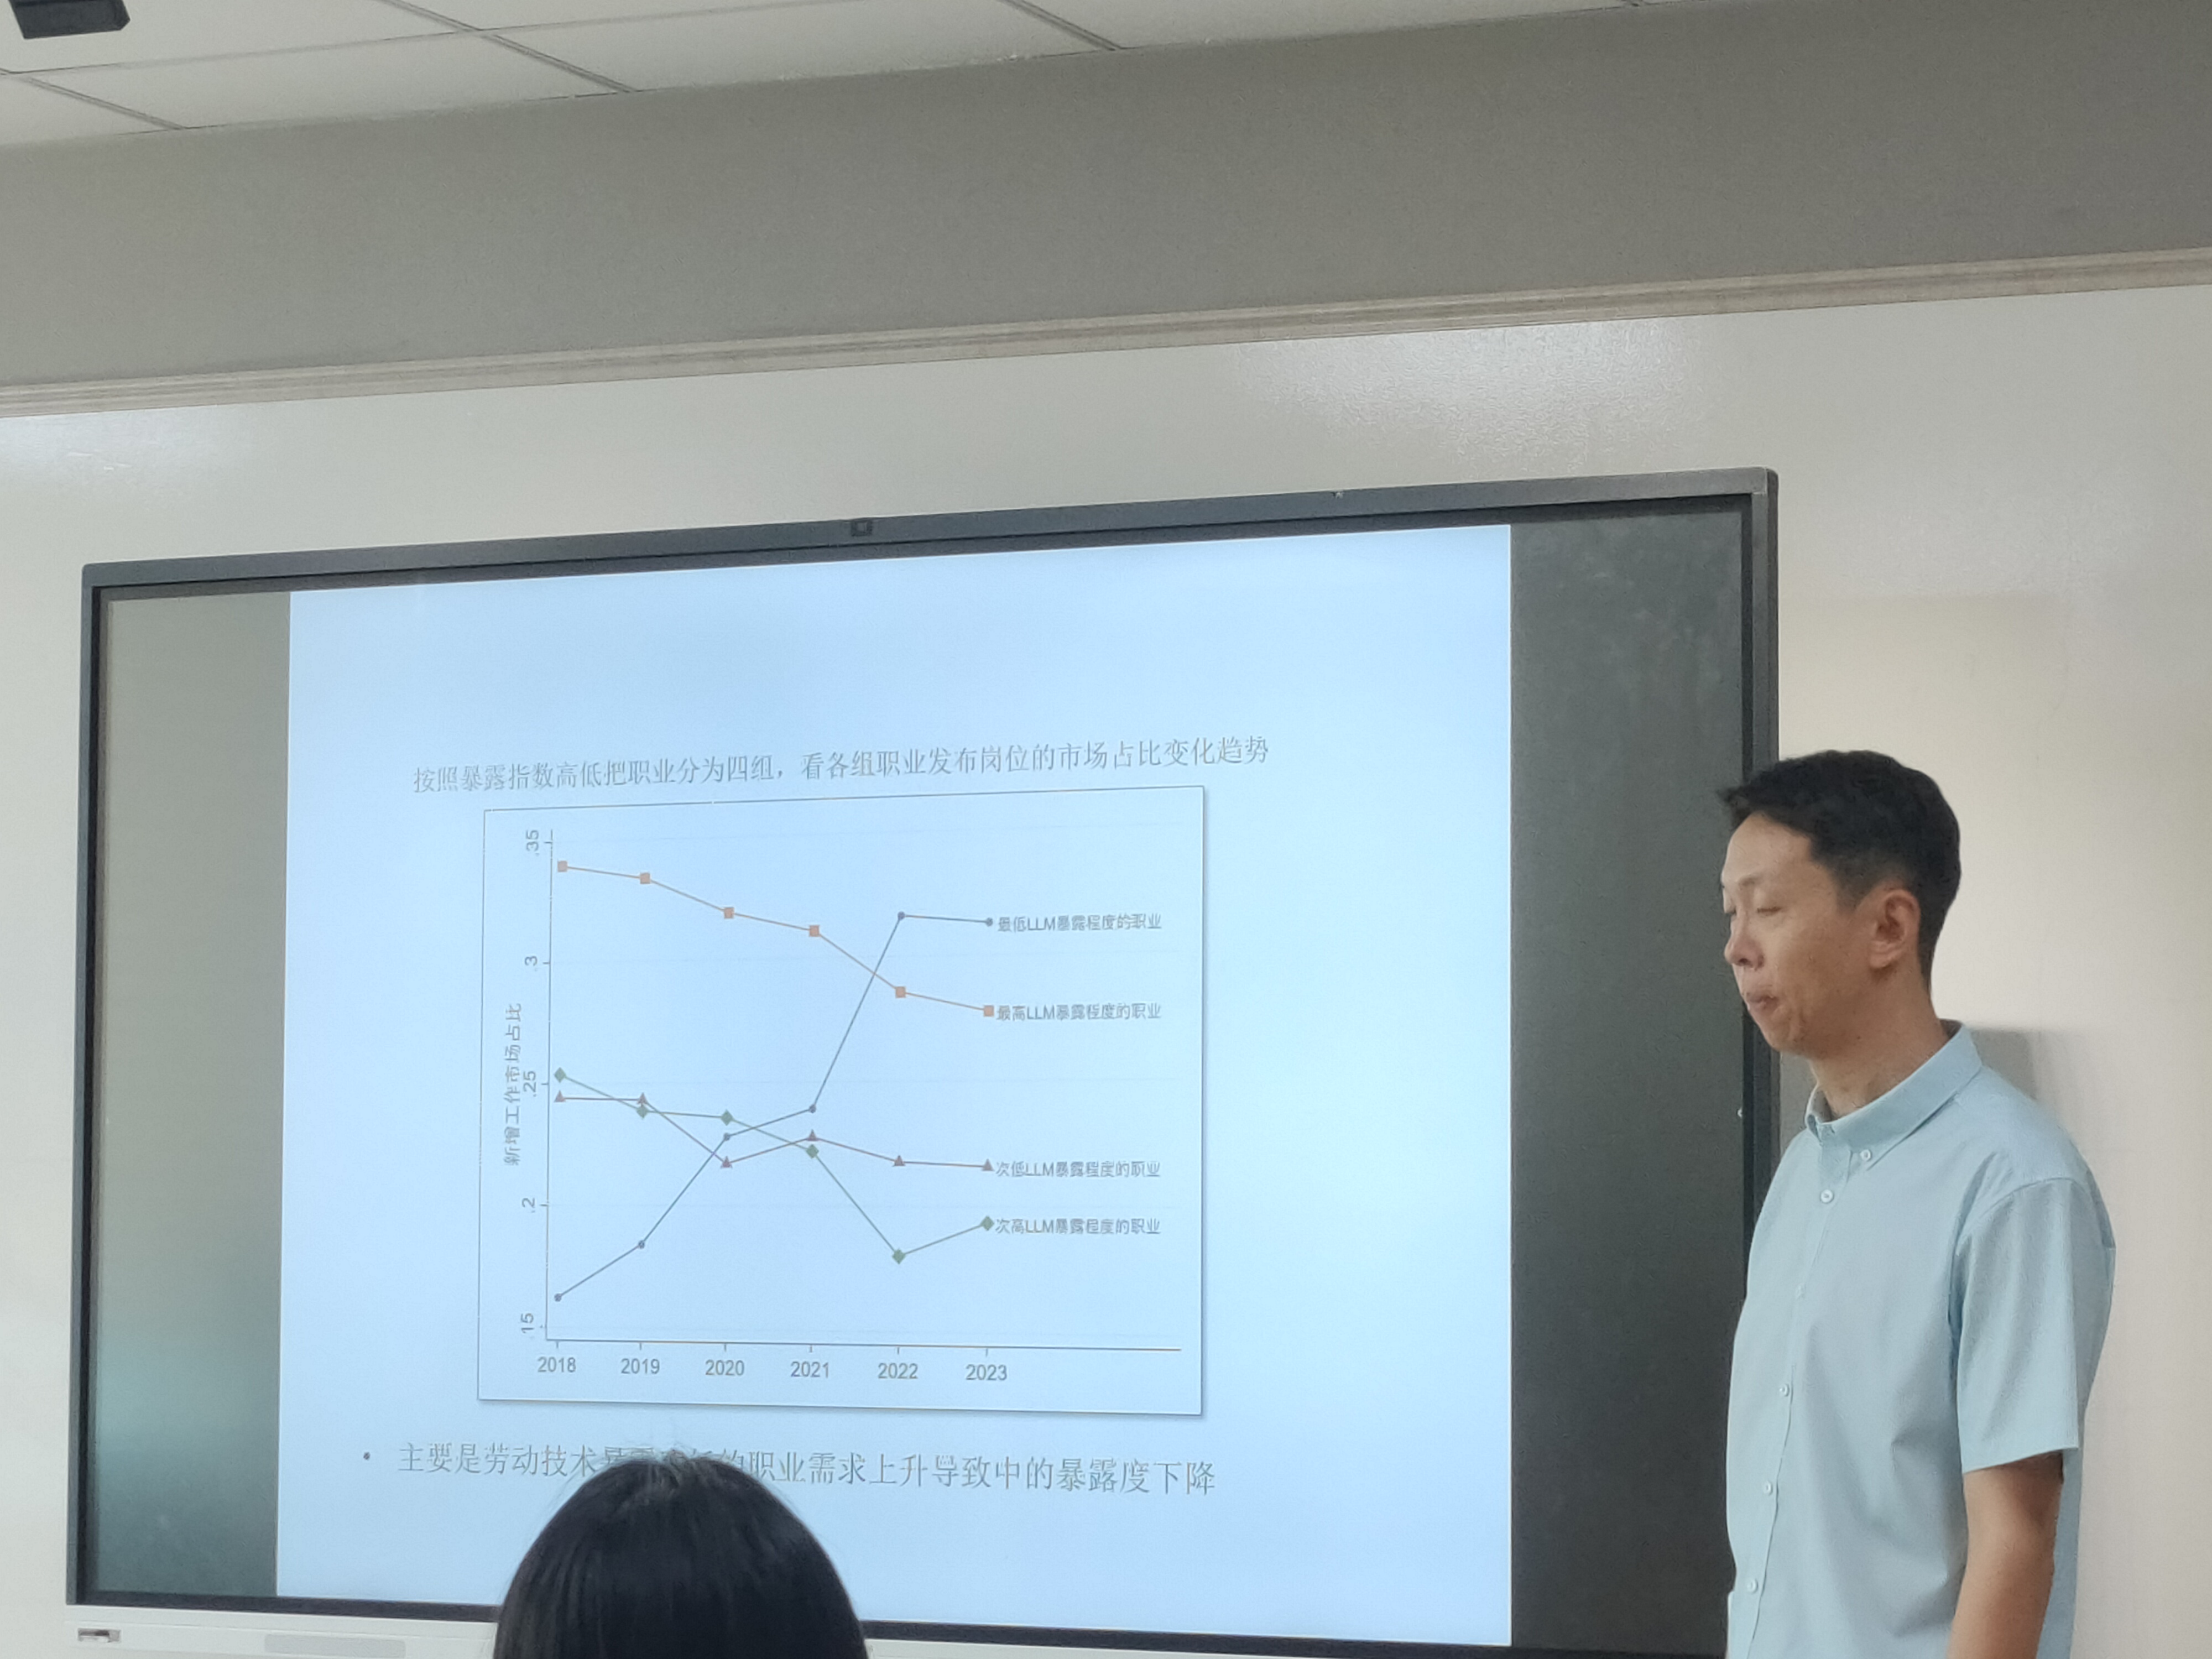 按照暴露指数高低把职业分为四组，看各组职业发布岗位的市场占比变化趋势
.35
.3
.25
.2
.15
新增工作市场占比
最低LLM暴露程度的职业
最高LLM暴露程度的职业
次低LLM暴露程度的职业
次高LLM暴露程度的职业
2018 2019 2020 2021 2022 2023
• 主要是劳动技术暴露 的职业需求上升导致中的暴露度下降